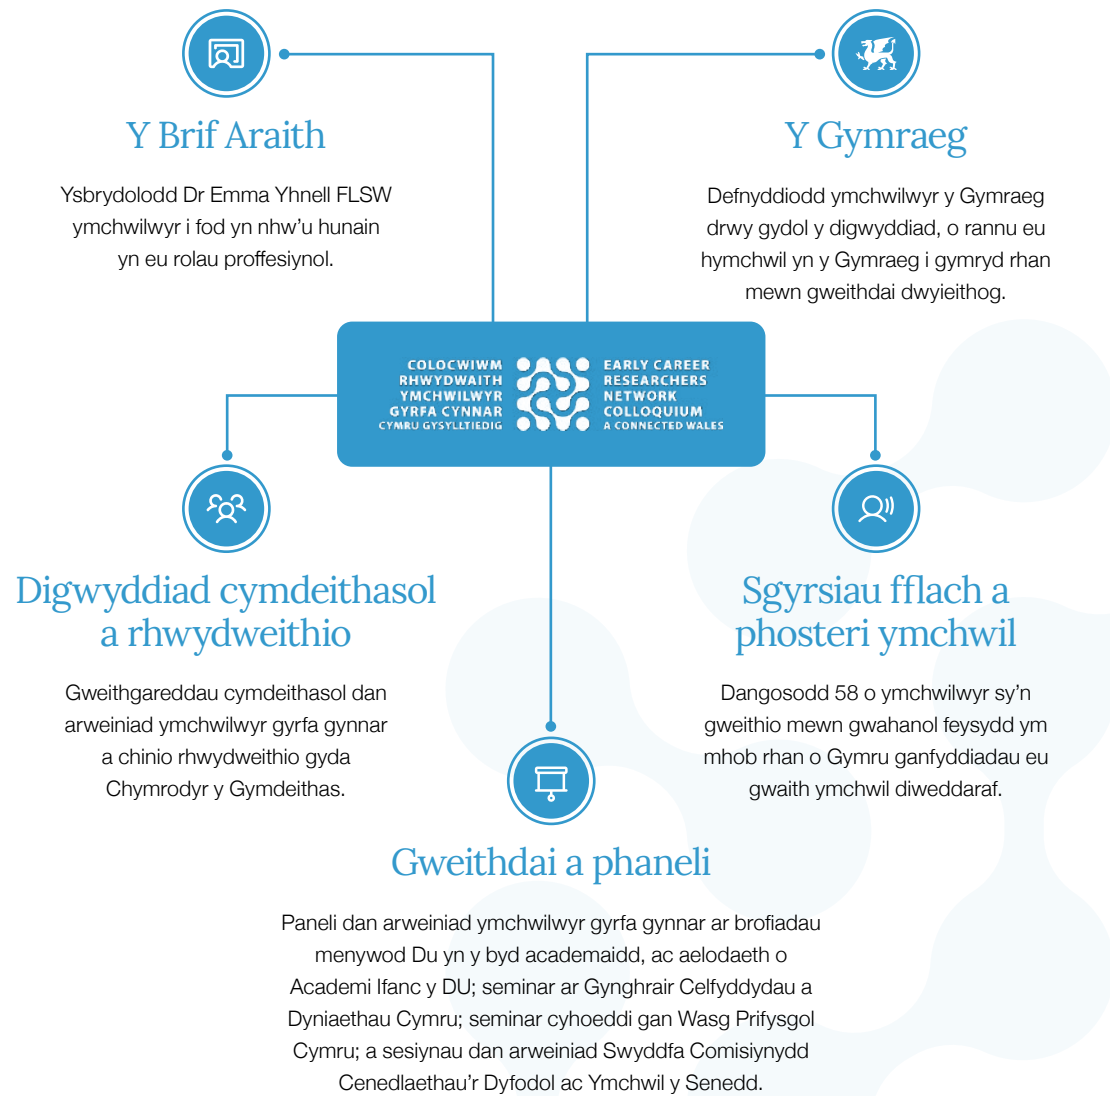 Y Brif Araith
Ysbrydolodd Dr Emma Yhnell FLSW
ymchwilwyr i fod yn nhw'u hunain
yn eu rolau proffesiynol.
Y Gymraeg
Defnyddiodd ymchwilwyr y Gymraeg
drwy gydol y digwyddiad, o rannu eu
hymchwil yn y Gymraeg i gymryd rhan
mewn gweithdai dwyieithog.
COLOCWIWM
RHWYDWAITH
YMCHWILWYR
GYRFA CYNNAR
CYMRU GYSYLLTIEDIG
EARLY CAREER
RESEARCHERS
NETWORK
COLLOQUIUM
A CONNECTED WALES
Digwyddiad cymdeithasol
a rhwydweithio
Gweithgareddau cymdeithasol dan
arweiniad ymchwilwyr gyrfa gynnar
a chinio rhwydweithio gyda
Chymrodyr y Gymdeithas.
Sgyrsiau fflach a
phosteri ymchwil
Dangosodd 58 o ymchwilwyr sy'n
gweithio mewn gwahanol feysydd ym
mhob rhan o Gymru ganfyddiadau eu
gwaith ymchwil diweddaraf.
Gweithdai a phaneli
Paneli dan arweiniad ymchwilwyr gyrfa gynnar ar brofiadau
menywod Du yn y byd academaidd, ac aelodaeth o
Academi Ifanc y DU; seminar ar Gynghrair Celfyddydau a
Dyniaethau Cymru; seminar cyhoeddi gan Wasg Prifysgol
Cymru; a sesiynau dan arweiniad Swyddfa Comisiynydd
Cenedlaethau'r Dyfodol ac Ymchwil y Senedd.